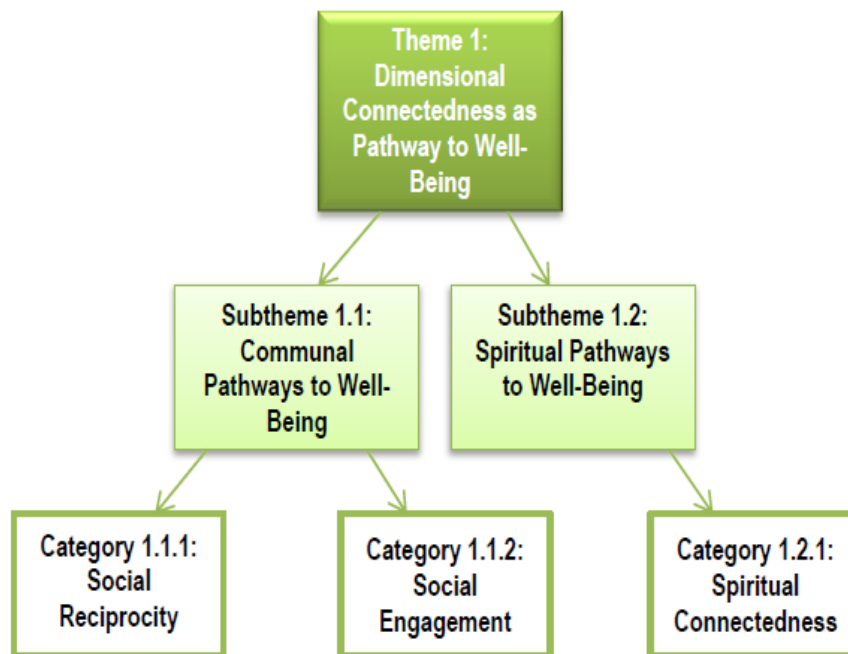 Theme 1:
Dimensional
Connectedness as
Pathway to Well-
Being
Subtheme 1.1:
Communal
Pathways to Well-
Being
Subtheme 1.2:
Spiritual Pathways
to Well-Being
Category 1.1.1:
Social
Reciprocity
Category 1.1.2:
Social
Engagement
Category 1.2.1:
Spiritual
Connectedness